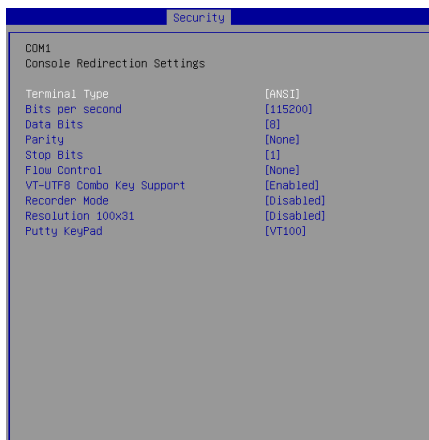 Security
COM1
Console Redirection Settings
Terminal Type [ANSI]
Bits per second [115200]
Data Bits [8]
Parity [None]
Stop Bits [1]
Flow Control [None]
VT-UTF8 Combo Key Support [Enabled]
Recorder Mode [Disabled]
Resolution 100x31 [Disabled]
Putty KeyPad [VT100]